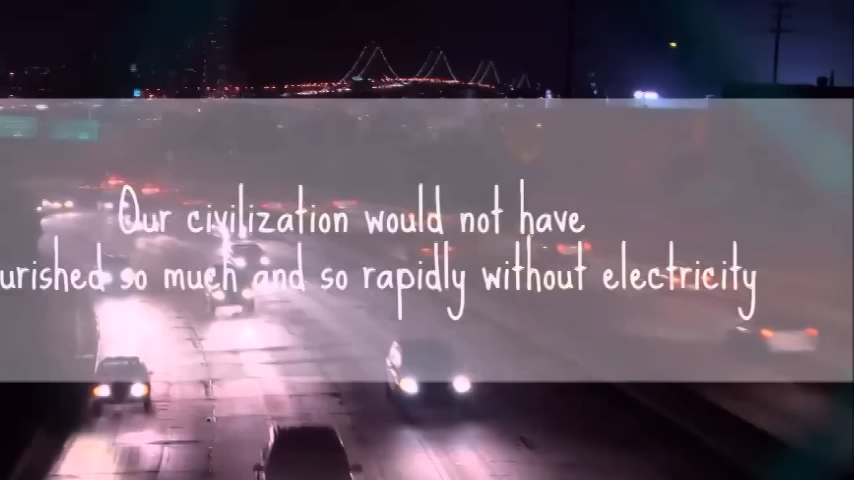 Our civilization would not have
urished so much and so rapidly without electricity